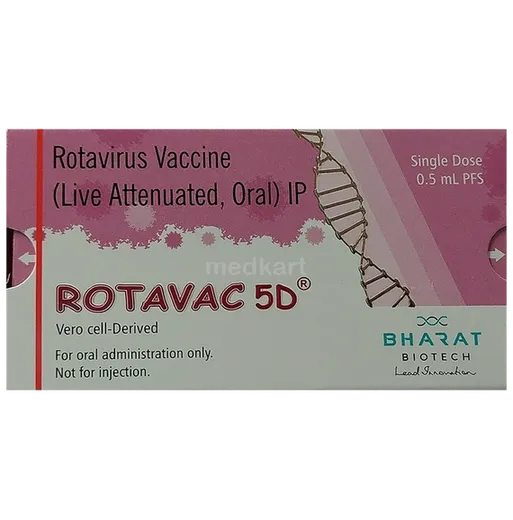 Rotavirus Vaccine
(Live Attenuated, Oral) IP
Single Dose
0.5 mL PFS
medkart
ROTAVAC 5D®
Vero cell-Derived
For oral administration only.
Not for injection.
BHARAT
BIOTECH
Lead Innovation